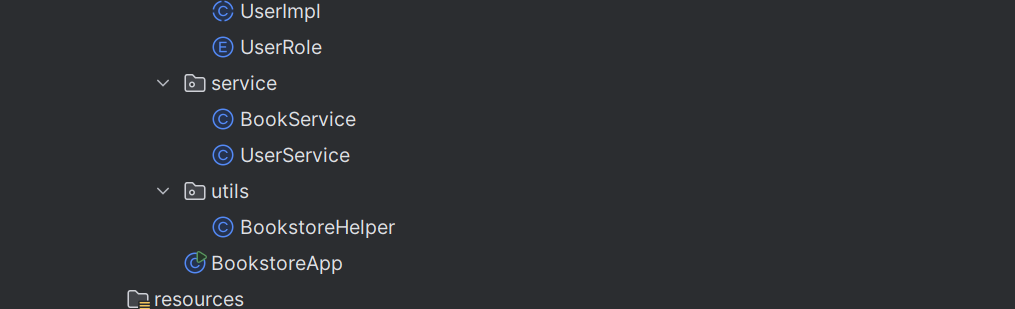 UserImpl
UserRole
service
BookService
UserService
utils
BookstoreHelper
BookstoreApp
resources